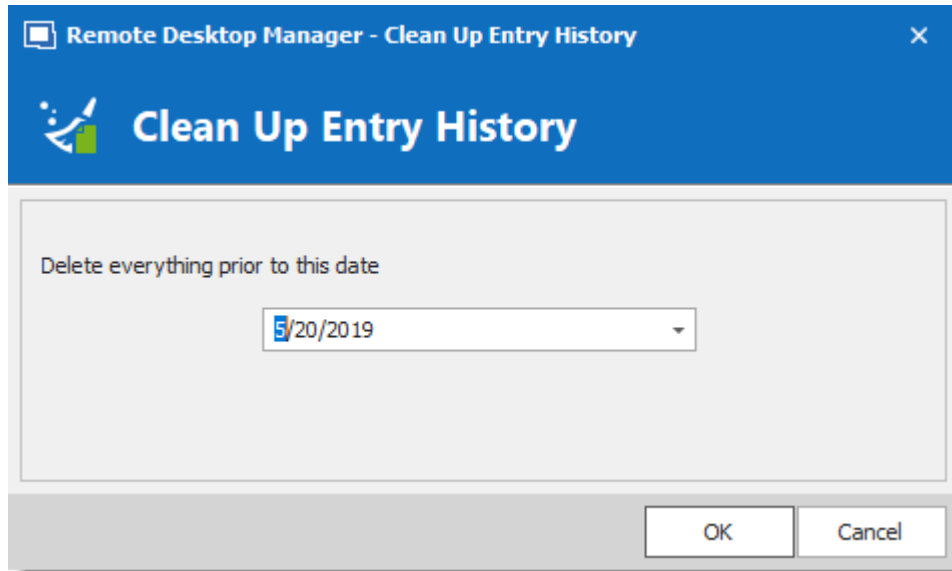 Remote Desktop Manager - Clean Up Entry History
Clean Up Entry History
Delete everything prior to this date
5/20/2019
OK Cancel